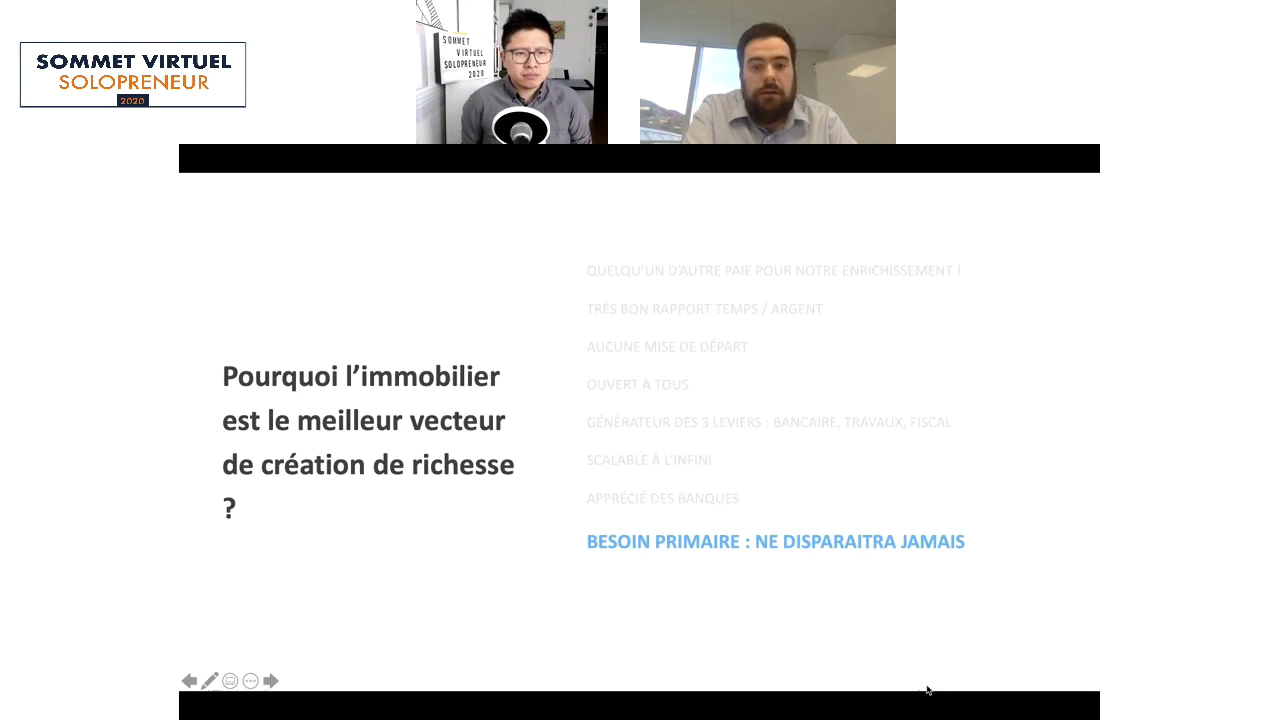 SOMMET VIRTUEL
SOLOPRENEUR
2020
SOMMET
VIRTUEL
SOLOPRENEUR
2020
Pourquoi l’immobilier
est le meilleur vecteur
de création de richesse
?
QUELQU’UN D’AUTRE PAIE POUR NOTRE ENRICHISSEMENT !
TRÈS BON RAPPORT TEMPS / ARGENT
AUCUNE MISE DE DÉPART
OUVERT À TOUS
GÉNÉRATEUR DES 3 LEVIERS : BANCAIRE, TRAVAUX, FISCAL
SCALABLE À L’INFINI
APPRÉCIÉ DES BANQUES
BESOIN PRIMAIRE : NE DISPARAITRA JAMAIS